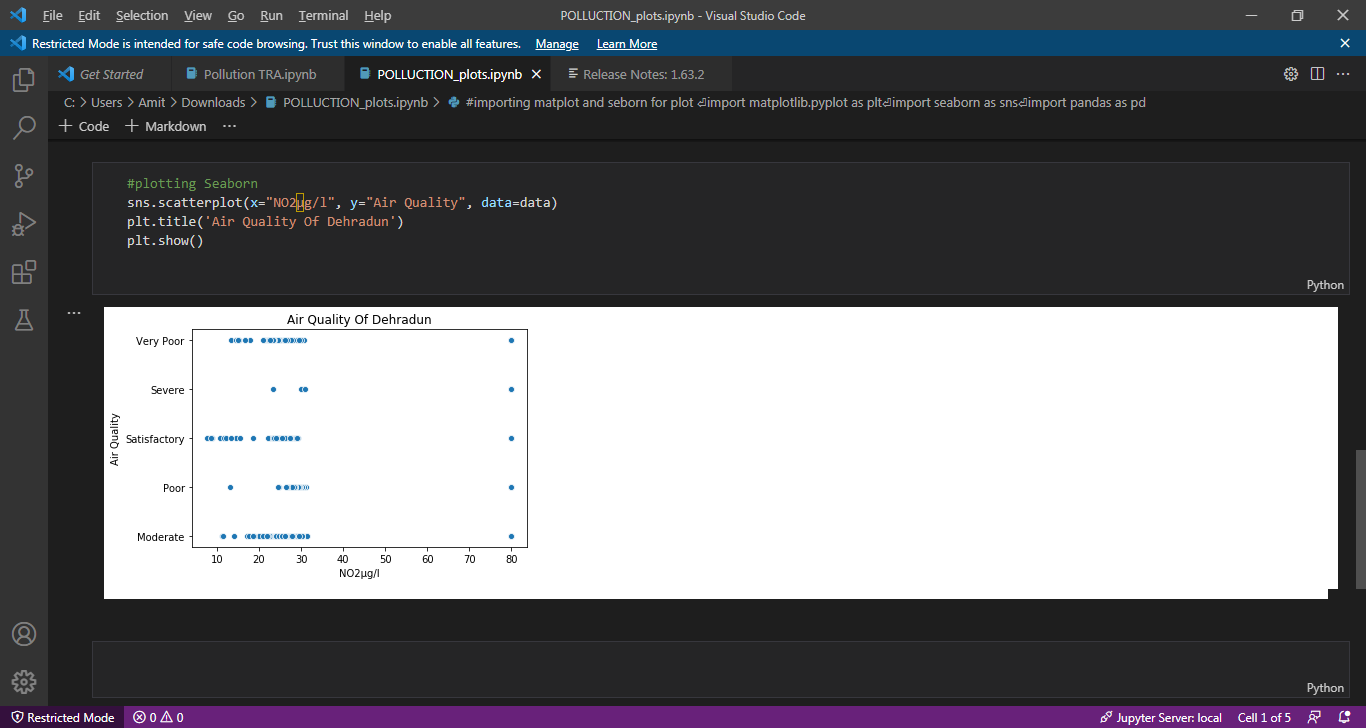 File Edit Selection View Go Run Terminal Help POLLUCTION_plots.ipynb - Visual Studio Code
Restricted Mode is intended for safe code browsing. Trust this window to enable all features. Manage Learn More
Get Started Pollution TRA.ipynb POLLUCTION_plots.ipynb Release Notes: 1.63.2
C: > Users > Amit > Downloads > POLLUCTION_plots.ipynb > #importing matplot and seborn for plot ⏎import matplotlib.pyplot as plt⏎import seaborn as sns⏎import pandas as pd
+ Code + Markdown ...
#plotting Seaborn
sns.scatterplot(x="NO2µg/l", y="Air Quality", data=data)
plt.title('Air Quality Of Dehradun')
plt.show()
Python
...
Air Quality Of Dehradun
Very Poor
Severe
Satisfactory
Poor
Moderate
Air Quality
10 20 30 40 50 60 70 80
NO2µg/l
Python
Restricted Mode 0 0 Jupyter Server: local Cell 1 of 5